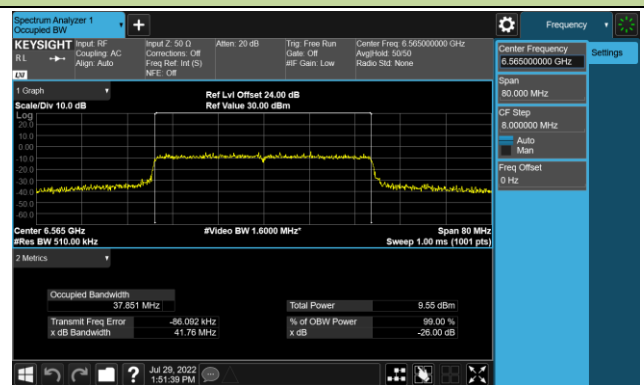 Spectrum Analyzer 1
Occupied BW
+
Frequency
KEYSIGHT
RL
Input: RF
Coupling: AC
Align: Auto
Input Z: 50 Ω
Corrections: Off
Freq Ref: Int (S)
NFE: Off
Atten: 20 dB
Trig: Free Run
Gate: Off
#IF Gain: Low
Center Freq: 6.565000000 GHz
Avg|Hold: 50/50
Radio Std: None
LXI
Center Frequency
6.565000000 GHz
Settings
Span
80.000 MHz
CF Step
8.000000 MHz
Auto
Man
Freq Offset
0 Hz
1 Graph
Scale/Div 10.0 dB
Ref Lvl Offset 24.00 dB
Ref Value 30.00 dBm
Log
20.0
10.0
0.00
-10.0
-20.0
-30.0
-40.0
-50.0
-60.0
Center 6.565 GHz
#Res BW 510.00 kHz
#Video BW 1.6000 MHz*
Span 80 MHz
Sweep 1.00 ms (1001 pts)
2 Metrics
Occupied Bandwidth
37.851 MHz
Total Power 9.55 dBm
Transmit Freq Error -86.092 kHz
% of OBW Power 99.00 %
x dB Bandwidth 41.76 MHz
x dB -26.00 dB
?
Jul 29, 2022
1:51:39 PM